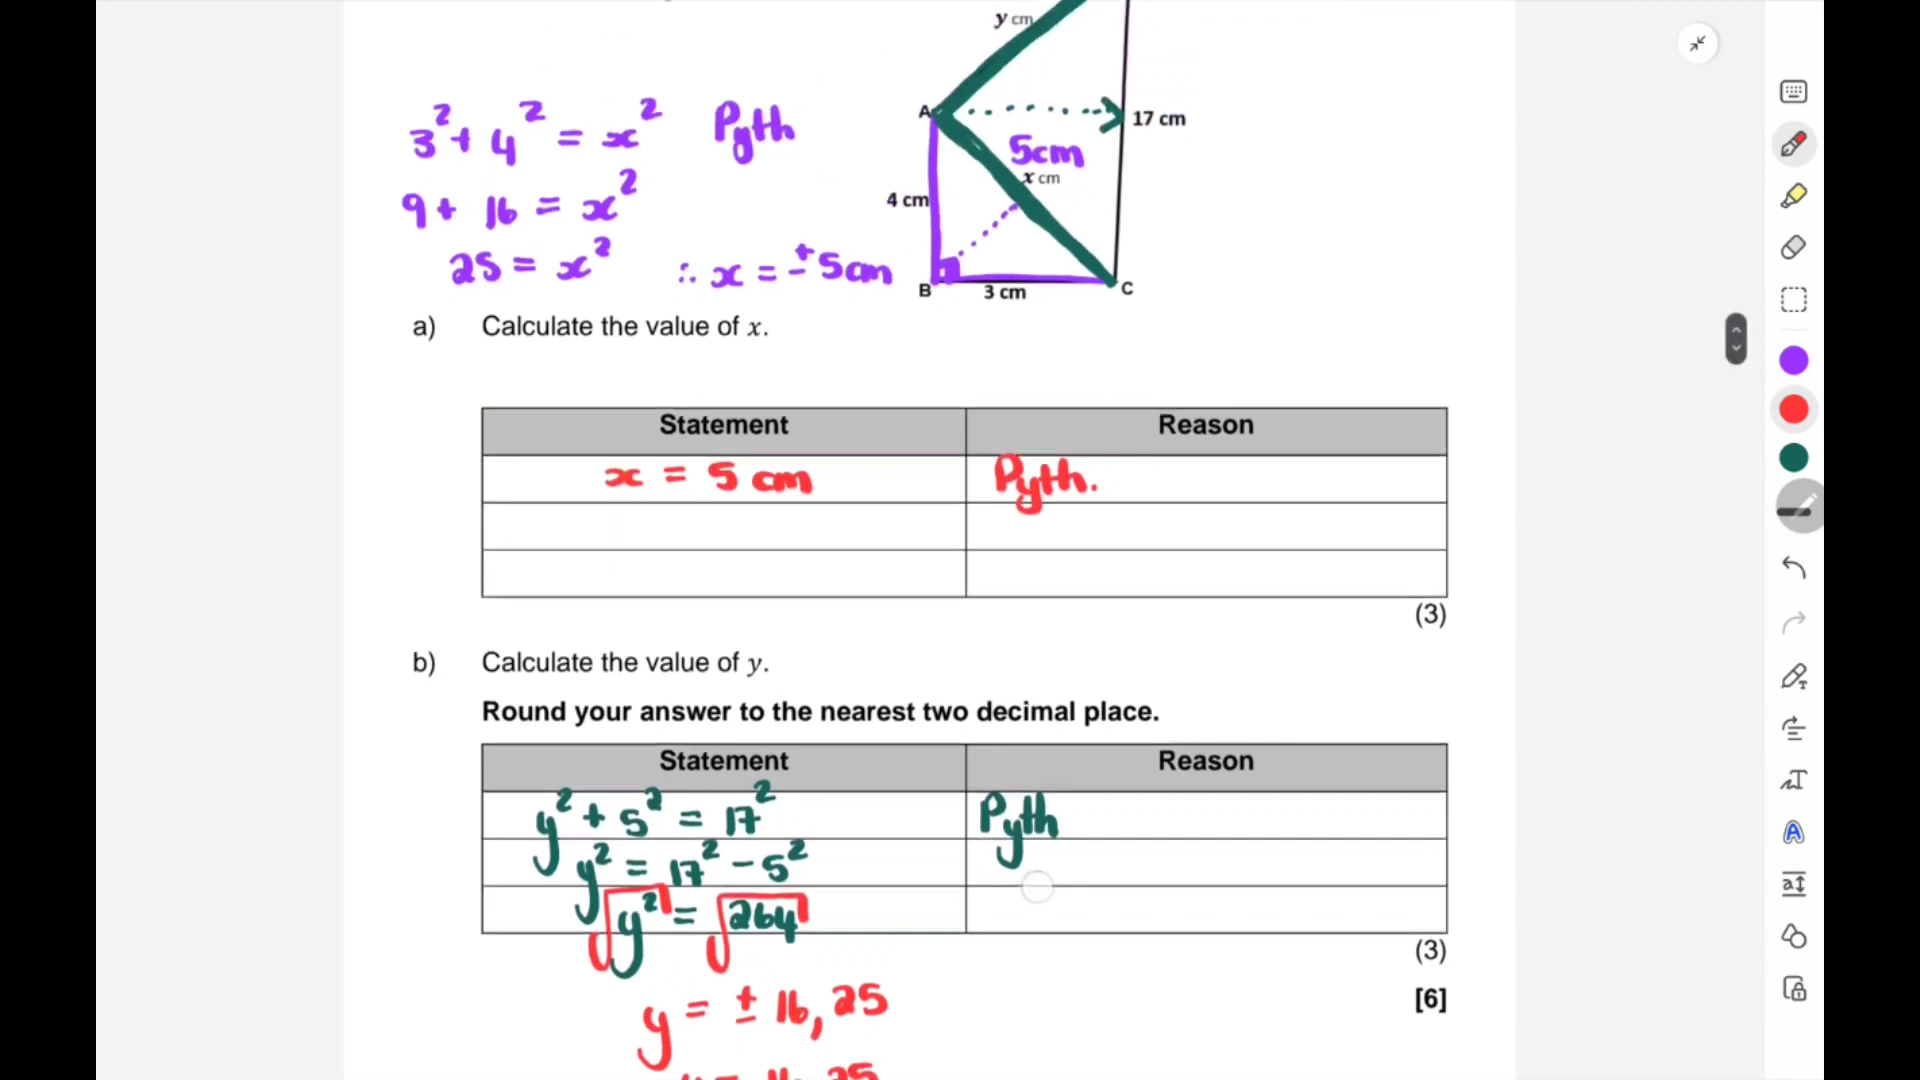 y cm
3² + 4² = x² Pyth
A
17 cm
5cm
x cm
9 + 16 = x²
4 cm
25 = x² ∴ x = ±5cm
B
3 cm
C
a) Calculate the value of x.
Statement Reason
x = 5 cm Pyth.
(3)
b) Calculate the value of y.
Round your answer to the nearest two decimal place.
Statement Reason
y² + 5² = 17² Pyth
y² = 17² - 5²
√y² = √264
(3)
y = ± 16,25
[6]